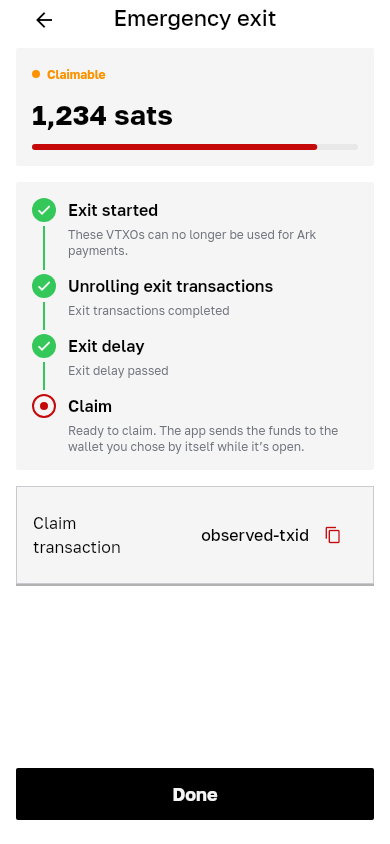 Emergency exit
Claimable
1,234 sats
Exit started
These VTXOs can no longer be used for Ark
payments.
Unrolling exit transactions
Exit transactions completed
Exit delay
Exit delay passed
Claim
Ready to claim. The app sends the funds to the
wallet you chose by itself while it’s open.
Claim
transaction
observed-txid
Done